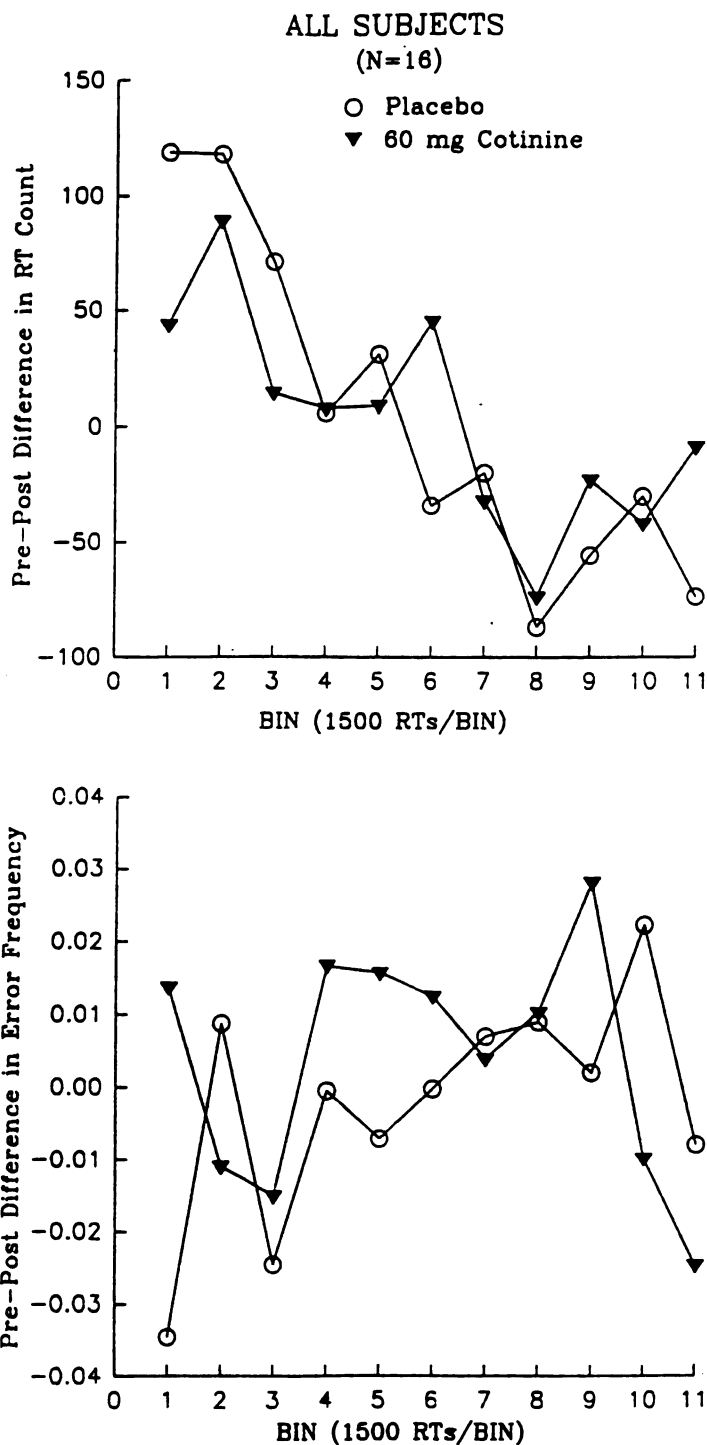 ALL SUBJECTS
(N=16)
Placebo
60 mg Cotinine
Pre-Post Difference in RT Count
150
100
50
0
-50
-100
0 1 2 3 4 5 6 7 8 9 10 11
BIN (1500 RTs/BIN)
Pre-Post Difference in Error Frequency
0.04
0.03
0.02
0.01
0.00
-0.01
-0.02
-0.03
-0.04
0 1 2 3 4 5 6 7 8 9 10 11
BIN (1500 RTs/BIN)